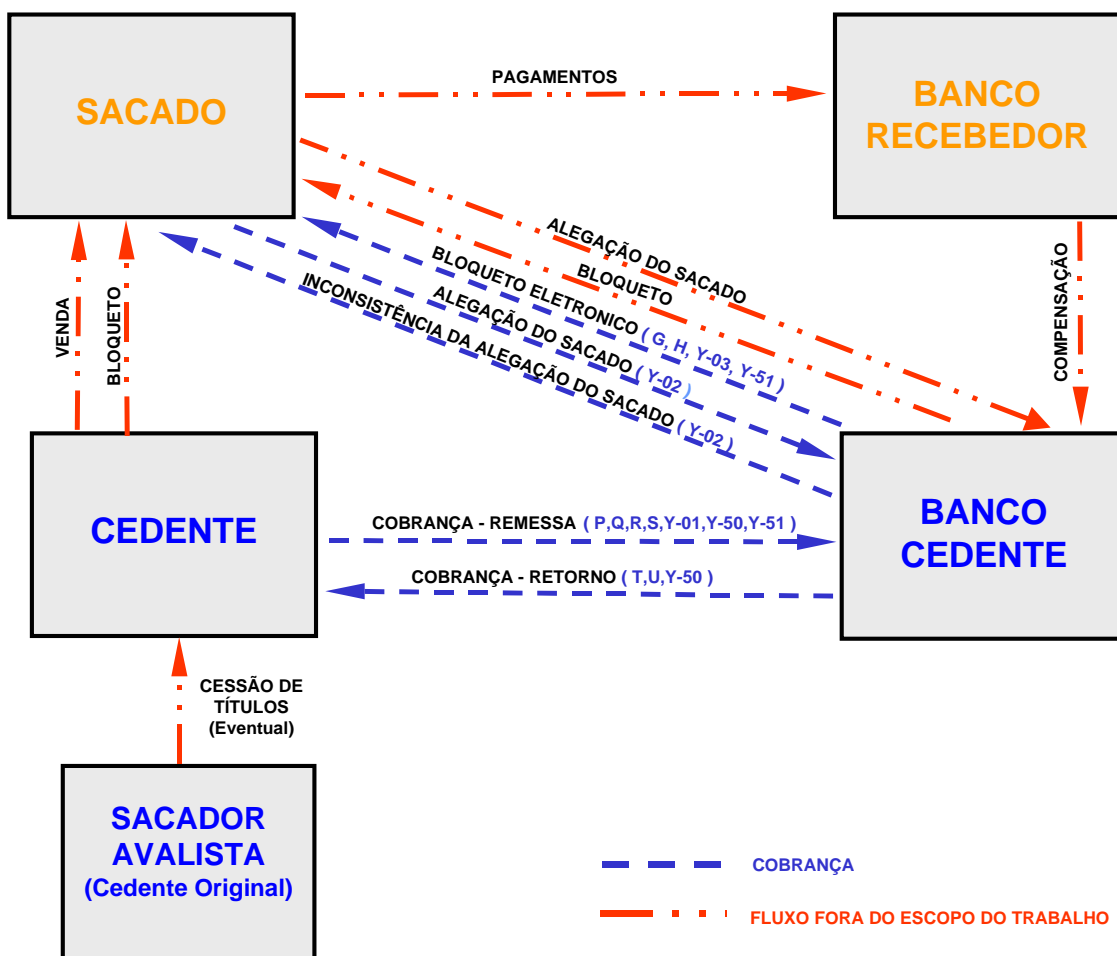 PAGAMENTOS
SACADO
BANCO
RECEBEDOR
ALEGAÇÃO DO SACADO
BLOQUETO
BLOQUETO ELETRONICO ( G, H, Y-03, Y-51 )
ALEGAÇÃO DO SACADO ( Y-02 )
INCONSISTÊNCIA DA ALEGAÇÃO DO SACADO ( Y-02 )
VENDA
BLOQUETO
COMPENSAÇÃO
CEDENTE
COBRANÇA - REMESSA ( P,Q,R,S,Y-01,Y-50,Y-51 )
COBRANÇA - RETORNO ( T,U,Y-50 )
BANCO
CEDENTE
CESSÃO DE
TÍTULOS
(Eventual)
SACADOR
AVALISTA
(Cedente Original)
COBRANÇA
FLUXO FORA DO ESCOPO DO TRABALHO